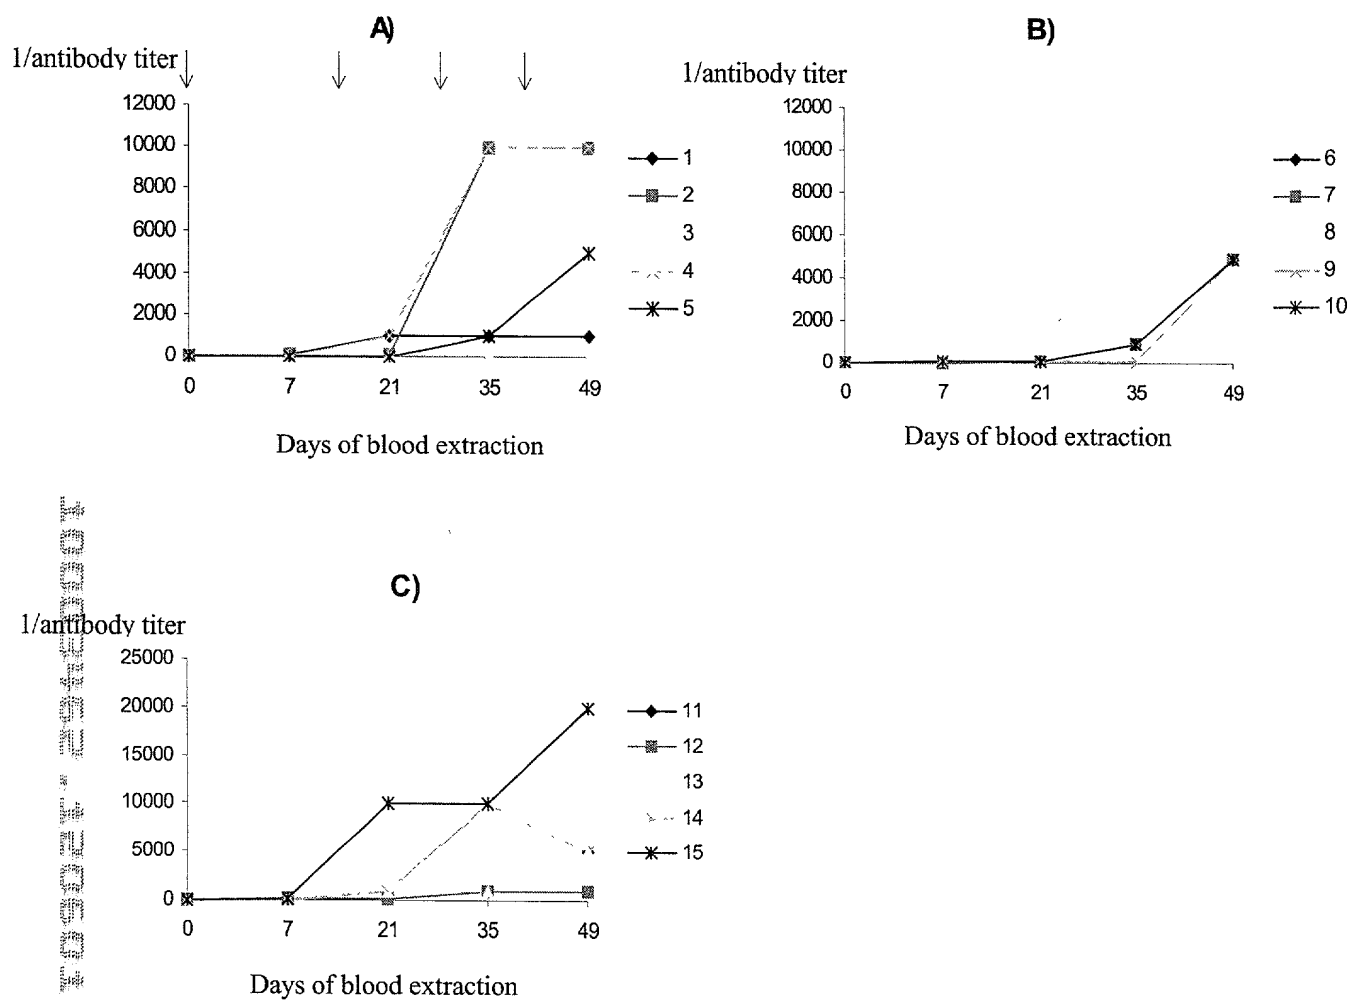 A)
1/antibody titer
12000
10000
8000
6000
4000
2000
0
0 7 21 35 49
Days of blood extraction
1
2
3
4
5
B)
1/antibody titer
12000
10000
8000
6000
4000
2000
0
0 7 21 35 49
Days of blood extraction
6
7
8
9
10
C)
1/antibody titer
25000
20000
15000
10000
5000
0
0 7 21 35 49
Days of blood extraction
11
12
13
14
15